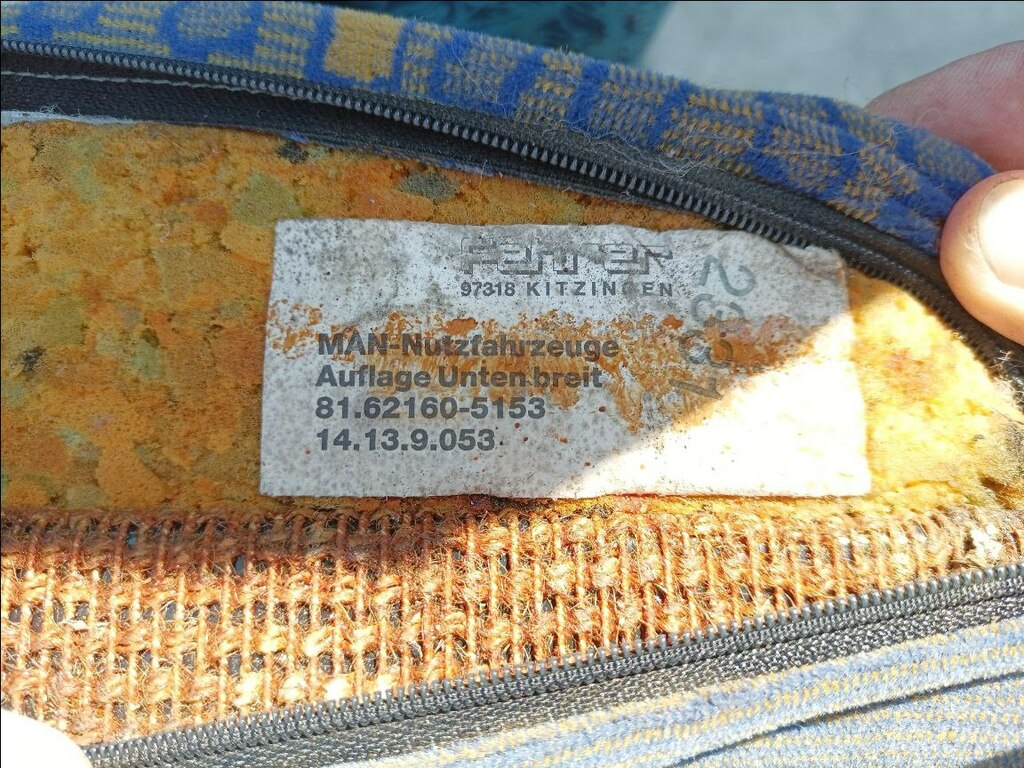 Fehrer
97318 KITZINGEN
MAN-Nutzfahrzeuge
Auflage Unten breit
81.62160-5153
14.13.9.053